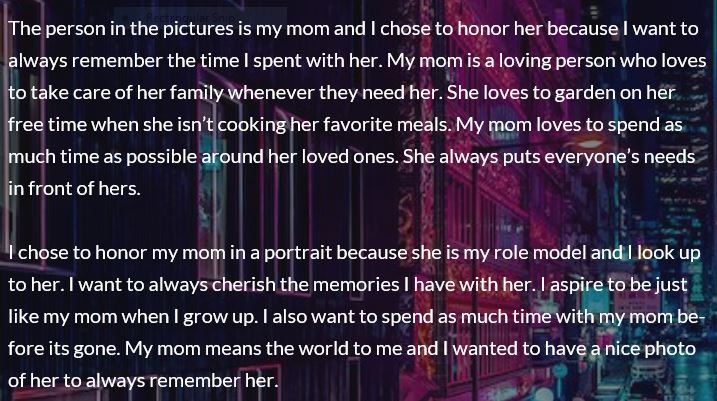 The person in the pictures is my mom and I chose to honor her because I want to
always remember the time I spent with her. My mom is a loving person who loves
to take care of her family whenever they need her. She loves to garden on her
free time when she isn’t cooking her favorite meals. My mom loves to spend as
much time as possible around her loved ones. She always puts everyone’s needs
in front of hers.
I chose to honor my mom in a portrait because she is my role model and I look up
to her. I want to always cherish the memories I have with her. I aspire to be just
like my mom when I grow up. I also want to spend as much time with my mom be-
fore its gone. My mom means the world to me and I wanted to have a nice photo
of her to always remember her.